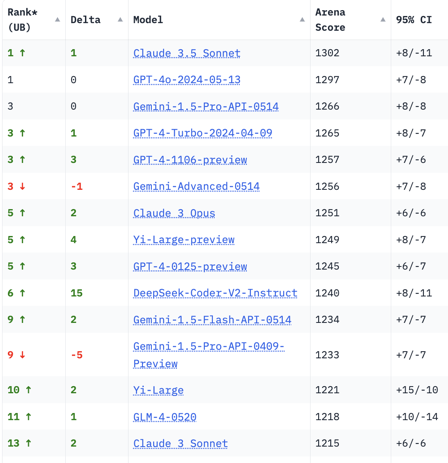 Rank* (UB) Delta Model Arena Score 95% CI
1 ↑ 1 Claude 3.5 Sonnet 1302 +8/-11
1 0 GPT-4o-2024-05-13 1297 +7/-8
3 0 Gemini-1.5-Pro-API-0514 1266 +8/-8
3 ↑ 1 GPT-4-Turbo-2024-04-09 1265 +8/-7
3 ↑ 3 GPT-4-1106-preview 1257 +7/-6
3 ↓ -1 Gemini-Advanced-0514 1256 +7/-8
5 ↑ 2 Claude 3 Opus 1251 +6/-6
5 ↑ 4 Yi-Large-preview 1249 +8/-7
5 ↑ 3 GPT-4-0125-preview 1245 +6/-7
6 ↑ 15 DeepSeek-Coder-V2-Instruct 1240 +8/-11
9 ↑ 2 Gemini-1.5-Flash-API-0514 1234 +7/-7
9 ↓ -5 Gemini-1.5-Pro-API-0409-Preview 1233 +7/-7
10 ↑ 2 Yi-Large 1221 +15/-10
11 ↑ 1 GLM-4-0520 1218 +10/-14
13 ↑ 2 Claude 3 Sonnet 1215 +6/-6